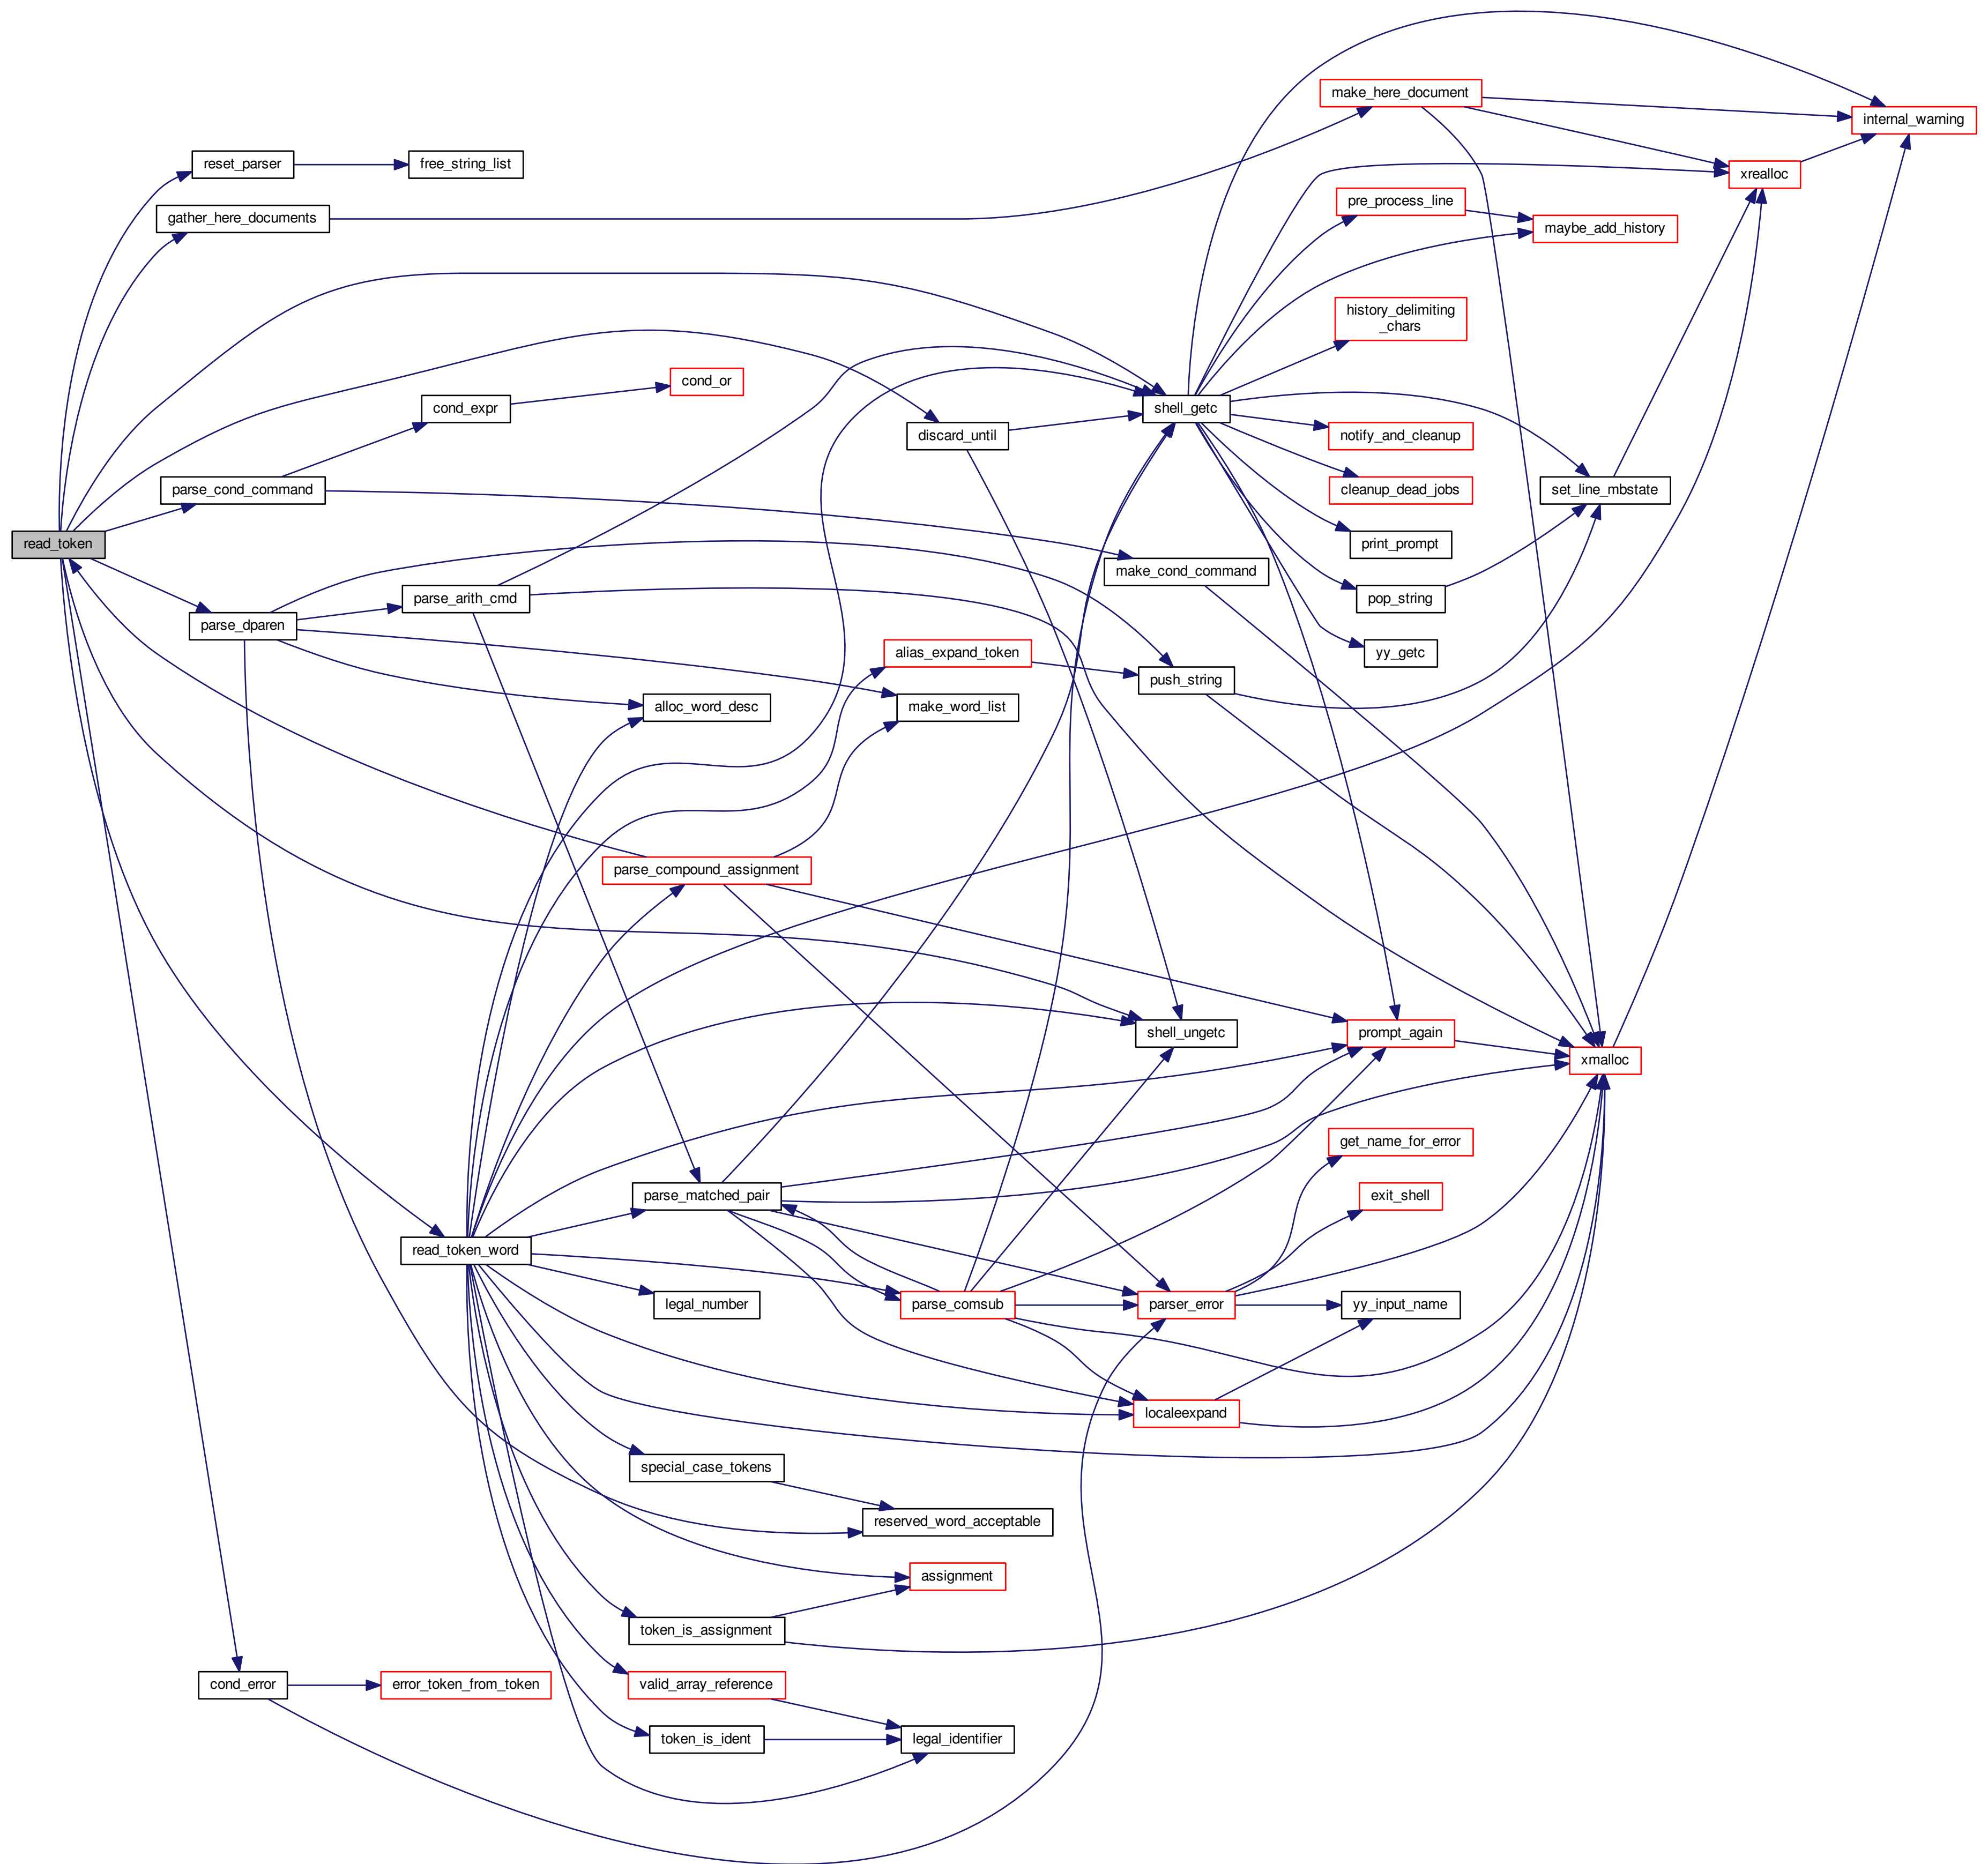 make_here_document
internal_warning
reset_parser
free_string_list
xrealloc
pre_process_line
gather_here_documents
maybe_add_history
history_delimiting
_chars
cond_or
cond_expr
shell_getc
discard_until
notify_and_cleanup
parse_cond_command
cleanup_dead_jobs
set_line_mbstate
read_token
print_prompt
make_cond_command
parse_arith_cmd
pop_string
parse_dparen
alias_expand_token
yy_getc
push_string
alloc_word_desc
make_word_list
parse_compound_assignment
shell_ungetc
prompt_again
xmalloc
get_name_for_error
parse_matched_pair
exit_shell
read_token_word
legal_number
parse_comsub
parser_error
yy_input_name
localeexpand
special_case_tokens
reserved_word_acceptable
assignment
token_is_assignment
cond_error
error_token_from_token
valid_array_reference
token_is_ident
legal_identifier